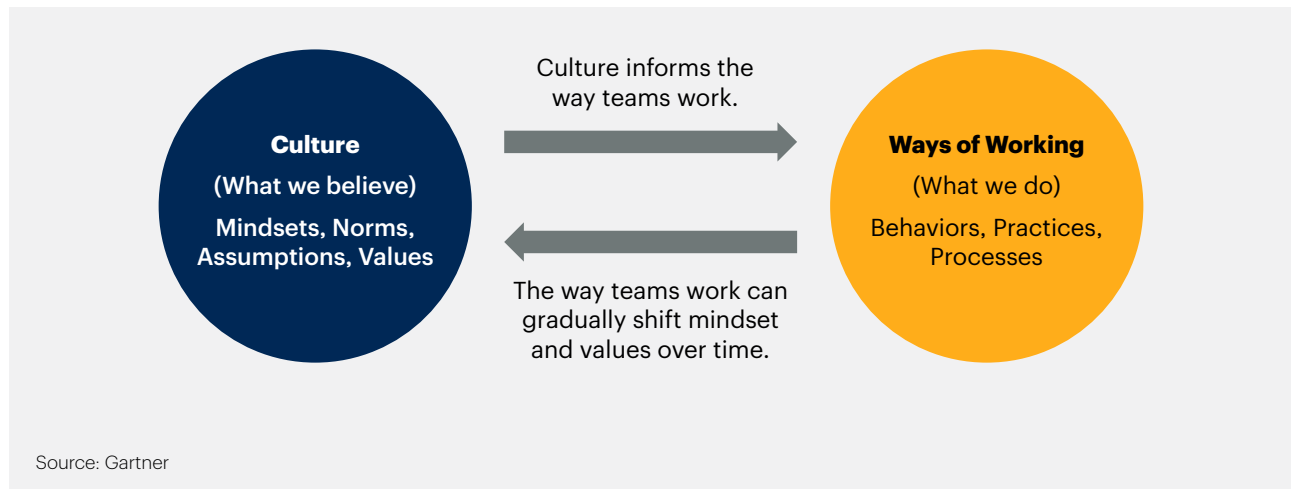 Culture informs the
way teams work.
Culture
(What we believe)
Mindsets, Norms,
Assumptions, Values
Ways of Working
(What we do)
Behaviors, Practices,
Processes
The way teams work can
gradually shift mindset
and values over time.
Source: Gartner